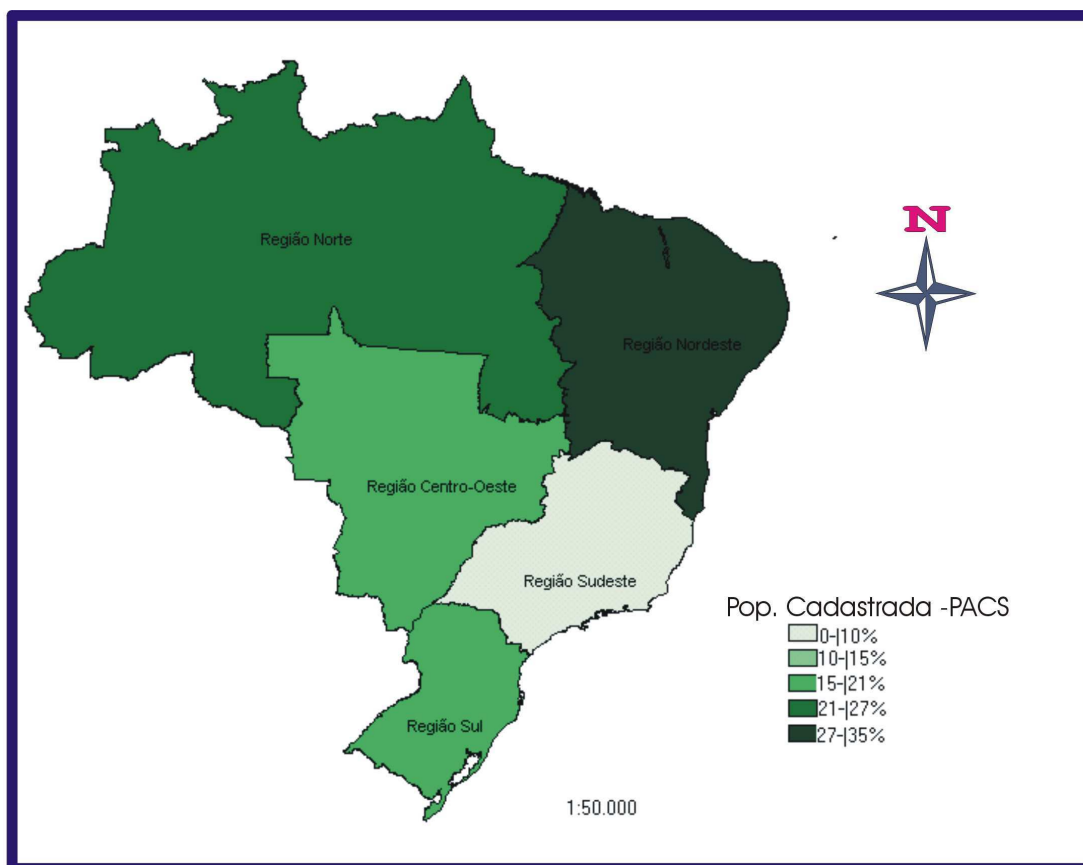 N
Região Norte
Região Nordeste
Região Centro-Oeste
Região Sudeste
Região Sul
Pop. Cadastrada -PACS
0-|10%
10-|15%
15-|21%
21-|27%
27-|35%
1:50.000